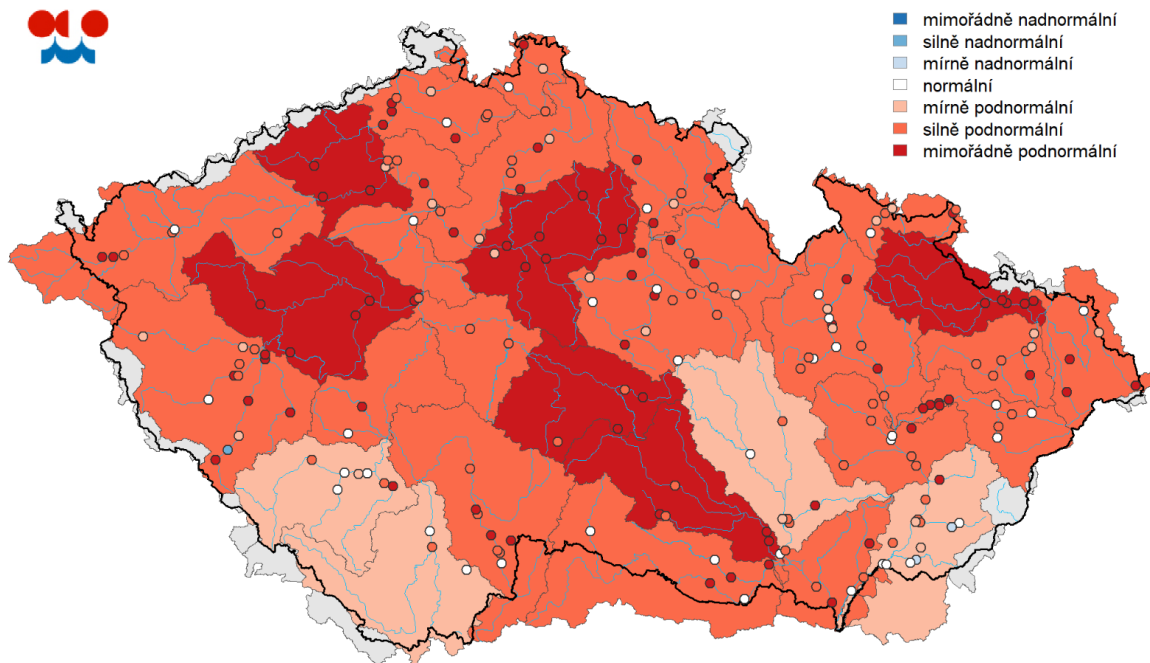 mimořádně nadnormální
silně nadnormální
mírně nadnormální
normální
mírně podnormální
silně podnormální
mimořádně podnormální